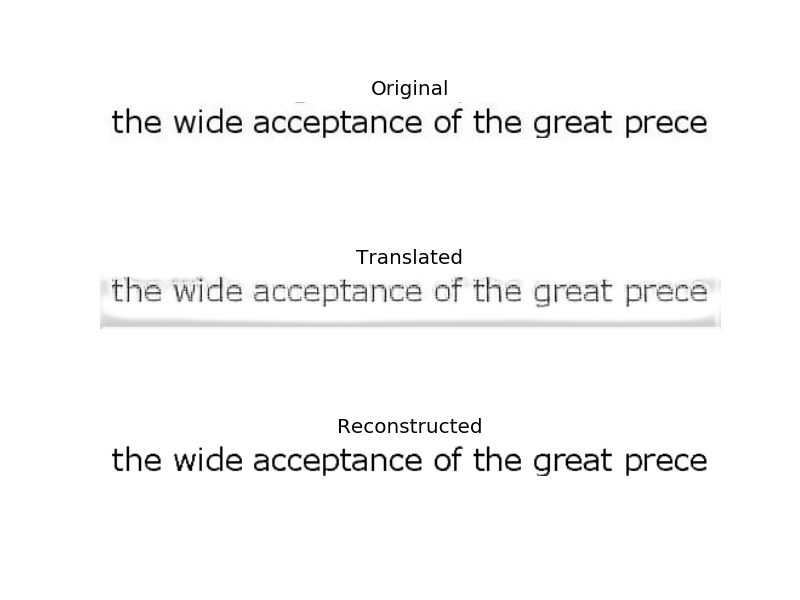 Original
the wide acceptance of the great prece
Translated
the wide acceptance of the great prece
Reconstructed
the wide acceptance of the great prece